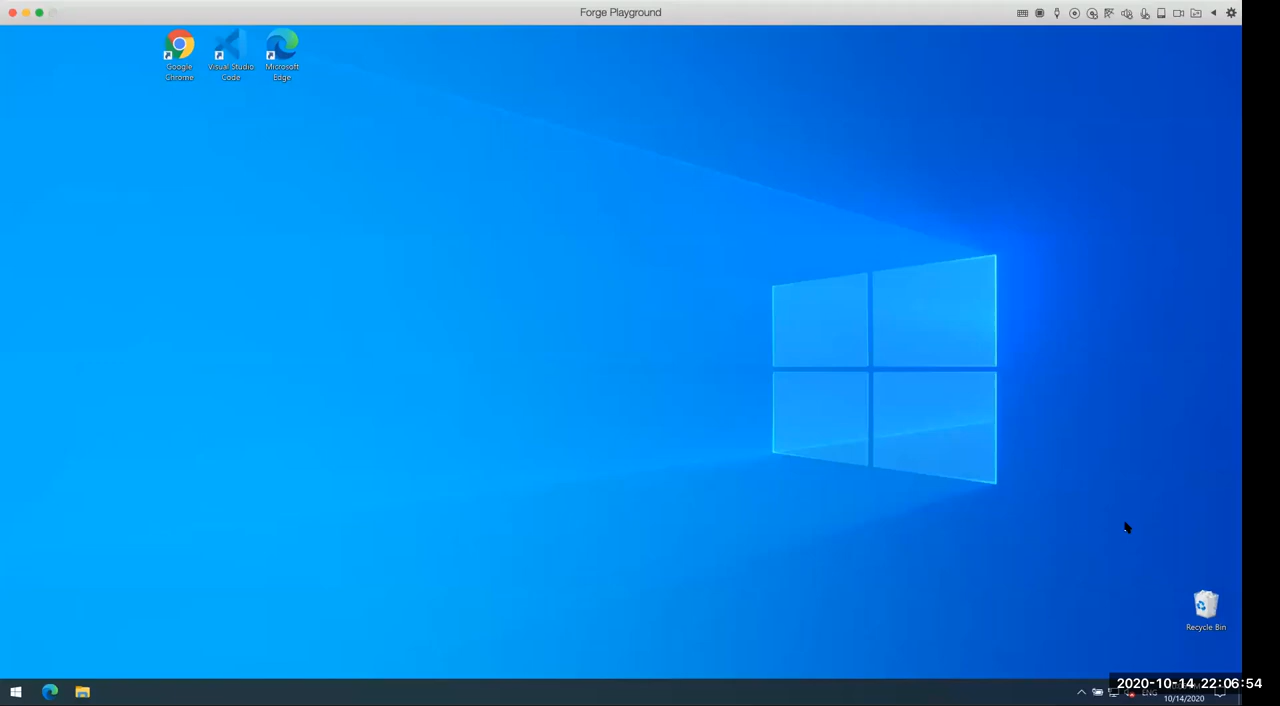 Forge Playground
Google
Chrome
Visual Studio
Code
Microsoft
Edge
Recycle Bin
2020-10-14 22:06:54
ENG
10/14/2020